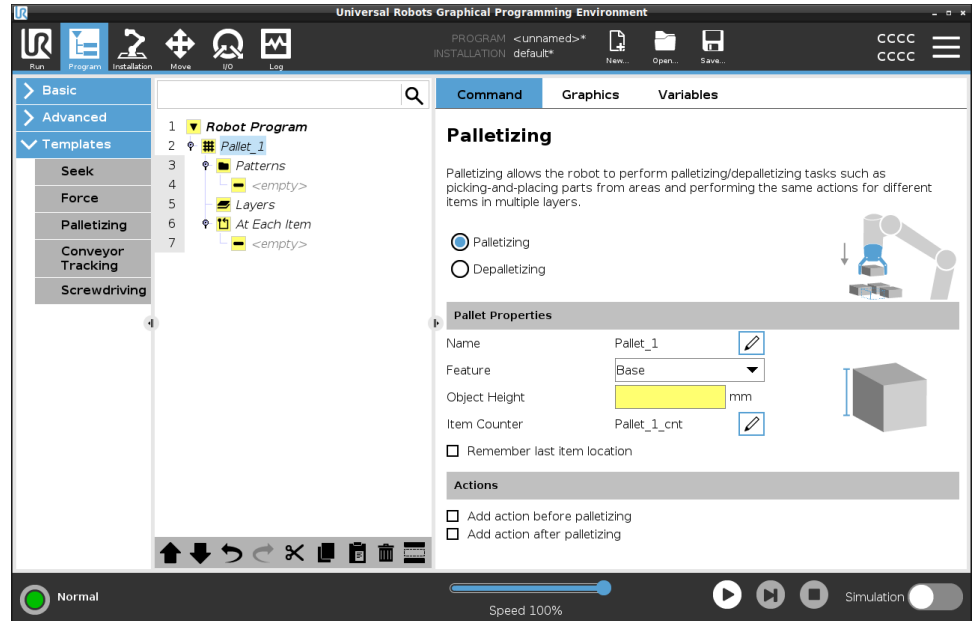 Universal Robots Graphical Programming Environment
PROGRAM <unnamed>*
INSTALLATION default*
Run Program Installation Move I/O Log
New... Open... Save...
CCCC
CCCC
Basic
Advanced
Templates
Seek
Force
Palletizing
Conveyor
Tracking
Screwdriving
1 Robot Program
2 Pallet_1
3 Patterns
4 <empty>
5 Layers
6 At Each Item
7 <empty>
Command Graphics Variables
Palletizing
Palletizing allows the robot to perform palletizing/depalletizing tasks such as
picking-and-placing parts from areas and performing the same actions for different
items in multiple layers.
Palletizing
Depalletizing
Pallet Properties
Name Pallet_1
Feature Base
Object Height mm
Item Counter Pallet_1_cnt
Remember last item location
Actions
Add action before palletizing
Add action after palletizing
Normal
Speed 100%
Simulation